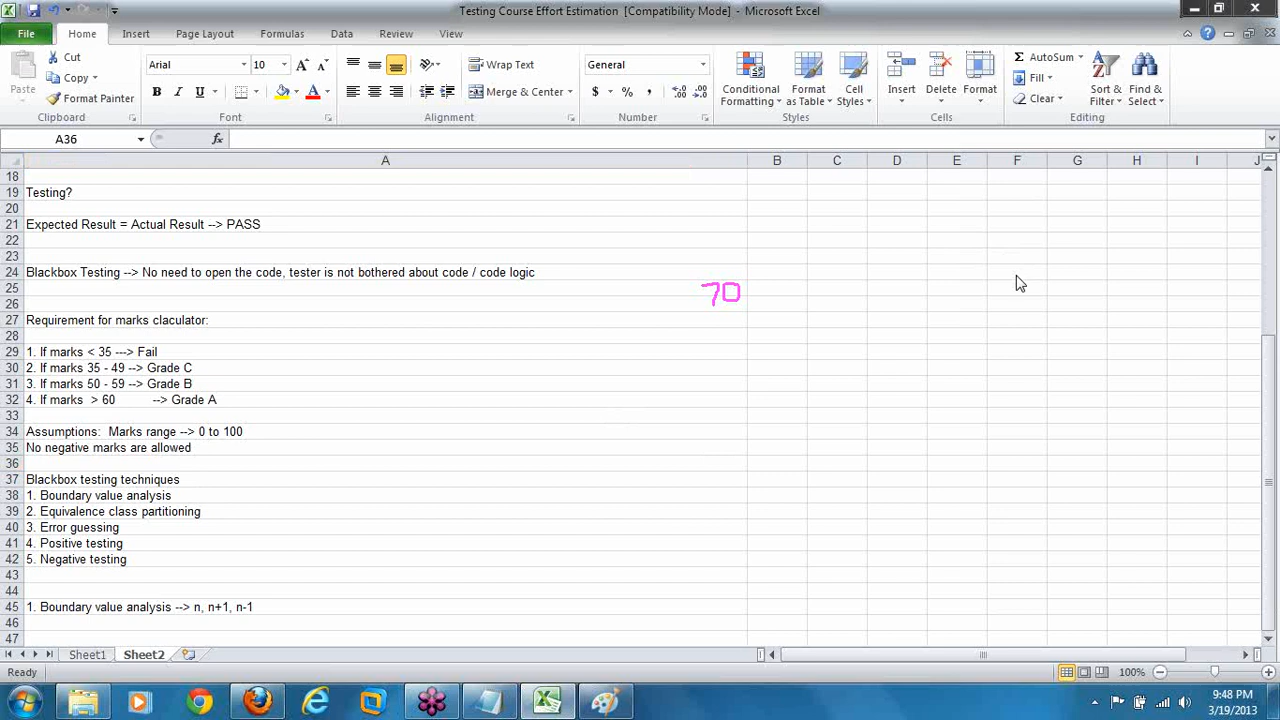 Testing Course Effort Estimation [Compatibility Mode] - Microsoft Excel
File Home Insert Page Layout Formulas Data Review View
Cut Arial 10 Wrap Text General AutoSum
Copy Fill
Paste Format Painter B I U Merge & Center $ % , Conditional Formatting Format as Table Cell Styles Insert Delete Format Clear Sort & Filter Find & Select
Clipboard Font Alignment Number Styles Cells Editing
A36 fx
A B C D E F G H I J
18
19 Testing?
20
21 Expected Result = Actual Result --> PASS
22
23
24 Blackbox Testing --> No need to open the code, tester is not bothered about code / code logic
25
70
26
27 Requirement for marks claculator:
28
29 1. If marks < 35 ---> Fail
30 2. If marks 35 - 49 --> Grade C
31 3. If marks 50 - 59 --> Grade B
32 4. If marks > 60 --> Grade A
33
34 Assumptions: Marks range --> 0 to 100
35 No negative marks are allowed
36
37 Blackbox testing techniques
38 1. Boundary value analysis
39 2. Equivalence class partitioning
40 3. Error guessing
41 4. Positive testing
42 5. Negative testing
43
44
45 1. Boundary value analysis --> n, n+1, n-1
46
47
Sheet1 Sheet2
Ready 100%
9:48 PM
3/19/2013